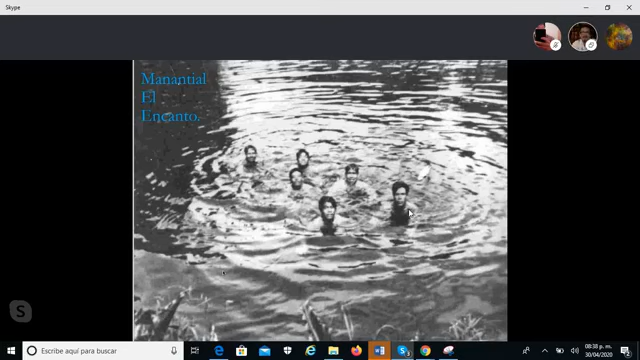 Skype
Manantial
El
Encanto.
S
Escribe aquí para buscar
08:38 p. m.
30/04/2020